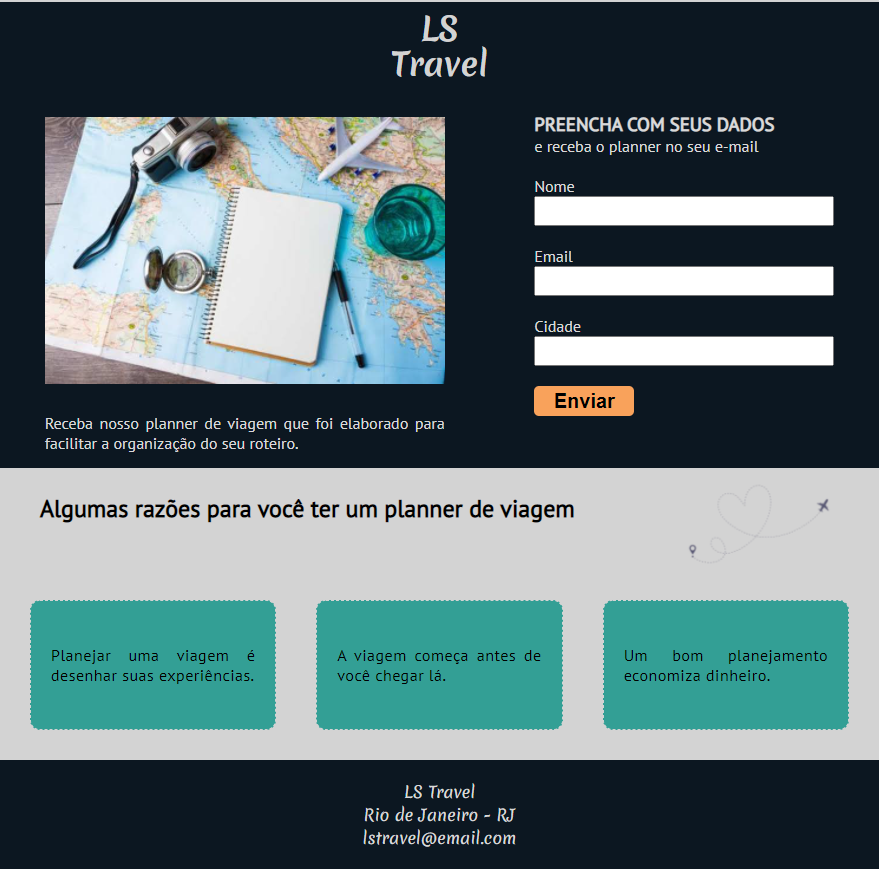 LS
Travel
PREENCHA COM SEUS DADOS
e receba o planner no seu e-mail
Nome
Email
Cidade
Enviar
Receba nosso planner de viagem que foi elaborado para
facilitar a organização do seu roteiro.
Algumas razões para você ter um planner de viagem
Planejar uma viagem é
desenhar suas experiências.
A viagem começa antes de
você chegar lá.
Um bom planejamento
economiza dinheiro.
LS Travel
Rio de Janeiro - RJ
lstravel@email.com